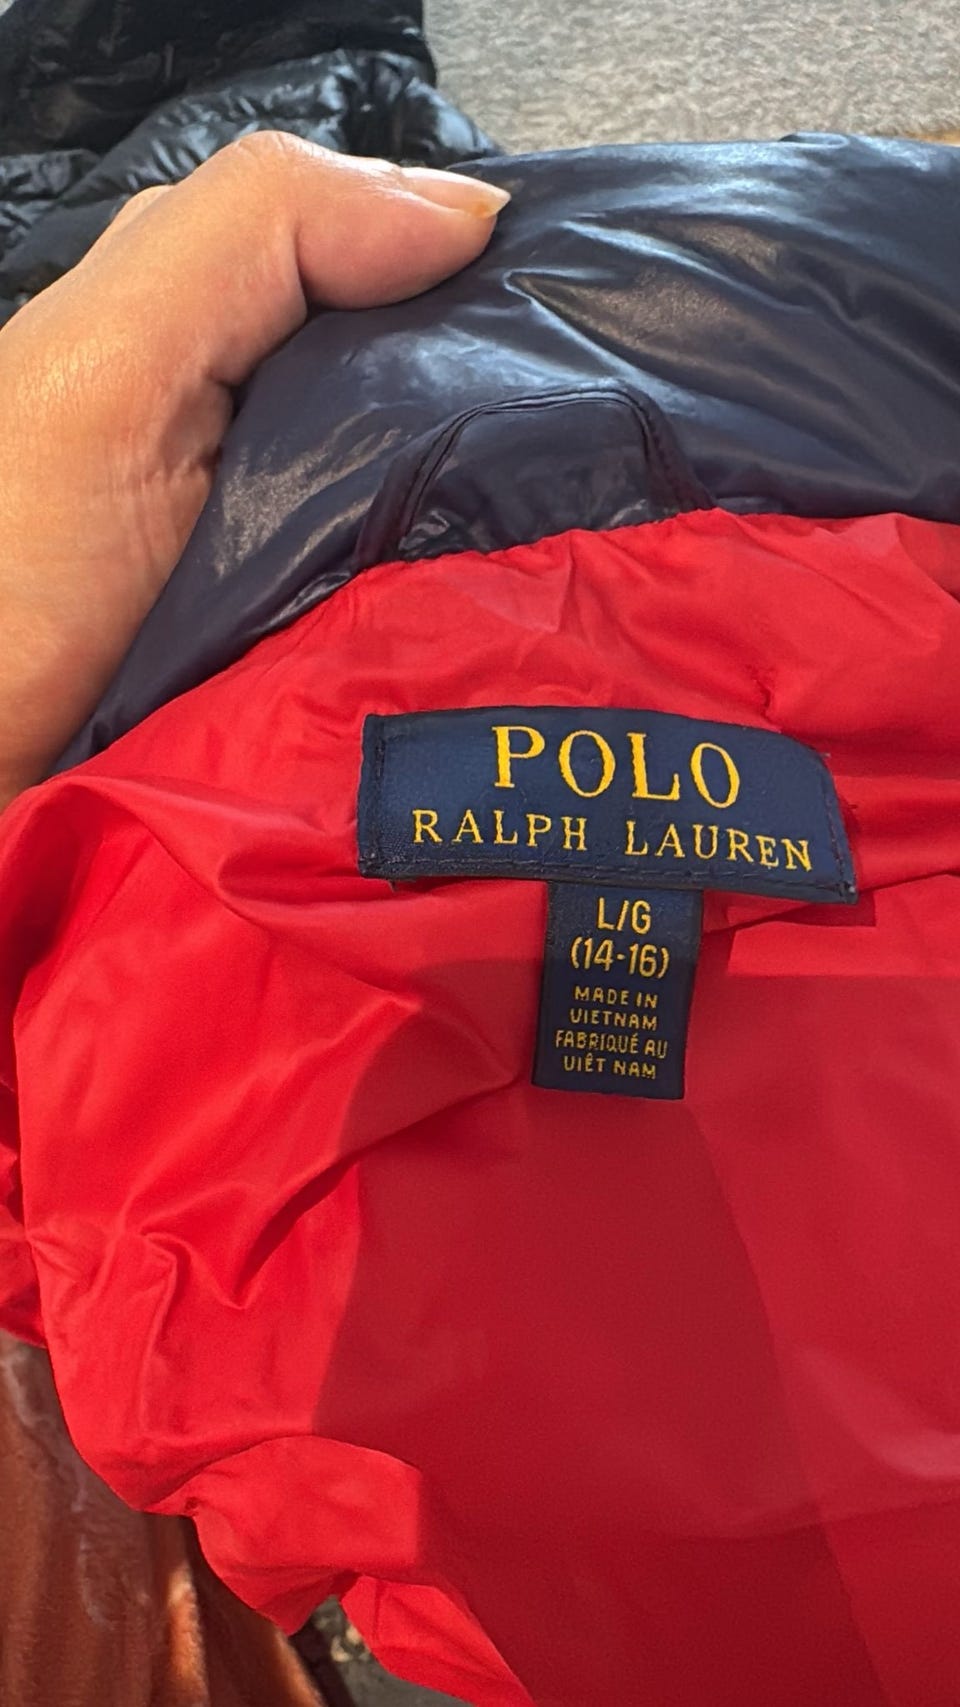 POLO
RALPH LAUREN
L/G
(14-16)
MADE IN
VIETNAM
FABRIQUÉ AU
VIÊT NAM